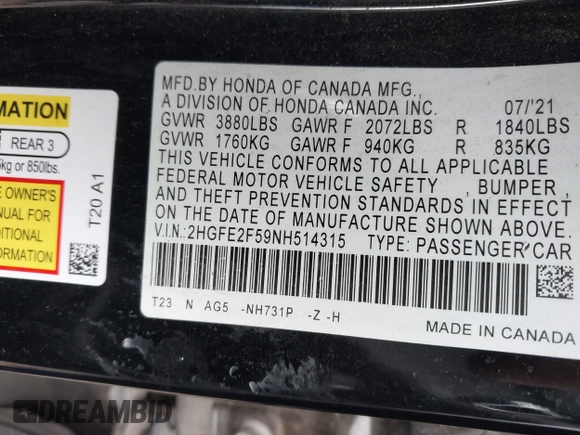 MFD.BY HONDA OF CANADA MFG.,
A DIVISION OF HONDA CANADA INC. 07/'21
GVWR 3880LBS GAWR F 2072LBS R 1840LBS
GVWR 1760KG GAWR F 940KG R 835KG
THIS VEHICLE CONFORMS TO ALL APPLICABLE
FEDERAL MOTOR VEHICLE SAFETY , BUMPER ,
AND THEFT PREVENTION STANDARDS IN EFFECT
ON THE DATE OF MANUFACTURE SHOWN ABOVE.
V.I.N.:2HGFE2F59NH514315 TYPE:PASSENGER CAR
T23 N AG5 -NH731P -Z -H
MADE IN CANADA
MATION
REAR 3
kg or 850lbs.
E OWNER'S
NUAL FOR
DITIONAL
ORMATION
T20 A1
DREAMBID